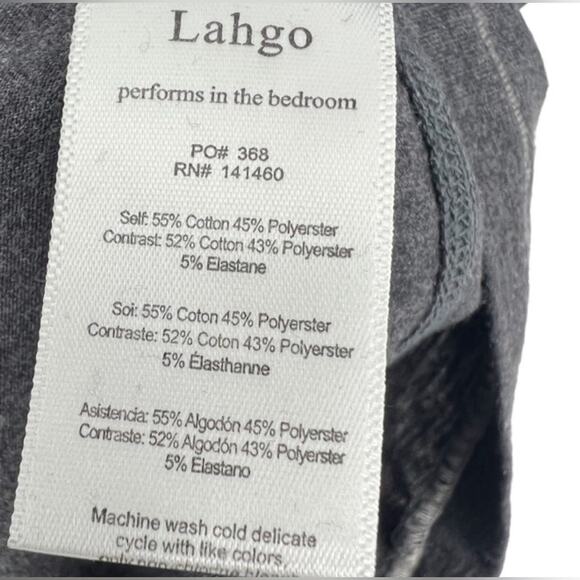 Lahgo
performs in the bedroom
PO# 368
RN# 141460
Self: 55% Cotton 45% Polyerster
Contrast: 52% Cotton 43% Polyerster
5% Elastane
Soi: 55% Coton 45% Polyerster
Contraste: 52% Coton 43% Polyerster
5% Élasthanne
Asistencia: 55% Algodón 45% Polyerster
Contraste: 52% Algodón 43% Polyerster
5% Elastano
Machine wash cold delicate
cycle with like colors,